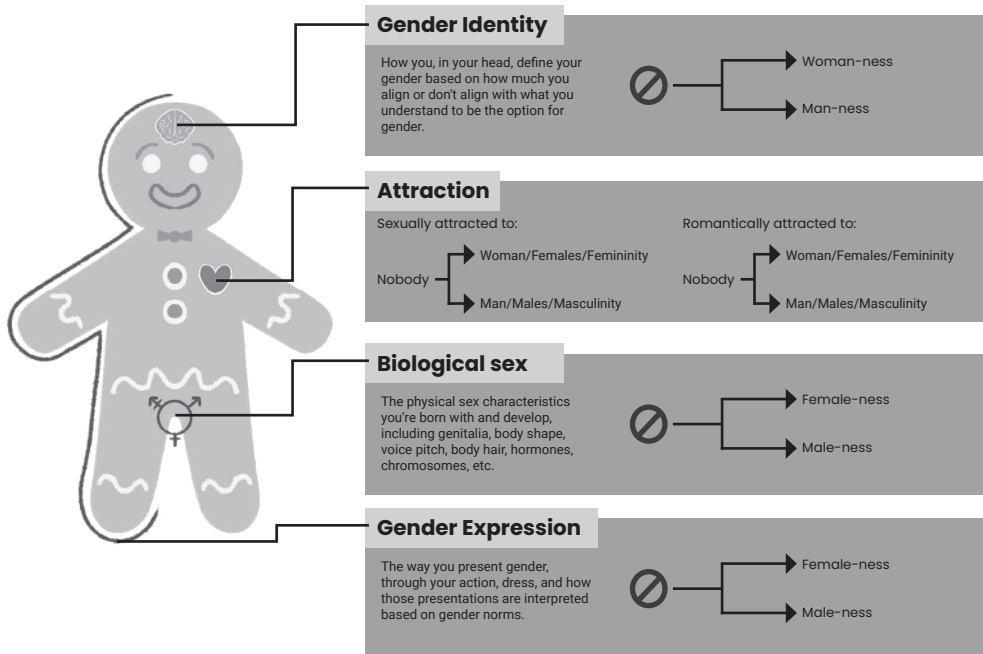 Gender Identity
How you, in your head, define your
gender based on how much you
align or don't align with what you
understand to be the option for
gender.
Woman-ness
Man-ness
Attraction
Sexually attracted to:
Nobody
Woman/Females/Femininity
Man/Males/Masculinity
Romantically attracted to:
Nobody
Woman/Females/Femininity
Man/Males/Masculinity
Biological sex
The physical sex characteristics
you're born with and develop,
including genitalia, body shape,
voice pitch, body hair, hormones,
chromosomes, etc.
Female-ness
Male-ness
Gender Expression
The way you present gender,
through your action, dress, and how
those presentations are interpreted
based on gender norms.
Female-ness
Male-ness